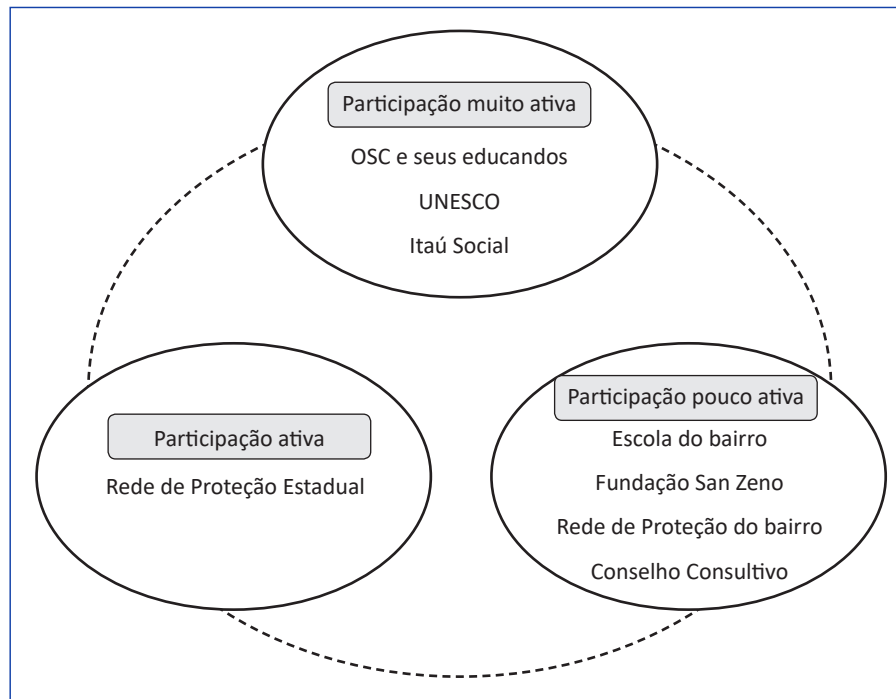 Participação muito ativa
OSC e seus educandos
UNESCO
Itaú Social
Participação ativa
Rede de Proteção Estadual
Participação pouco ativa
Escola do bairro
Fundação San Zeno
Rede de Proteção do bairro
Conselho Consultivo